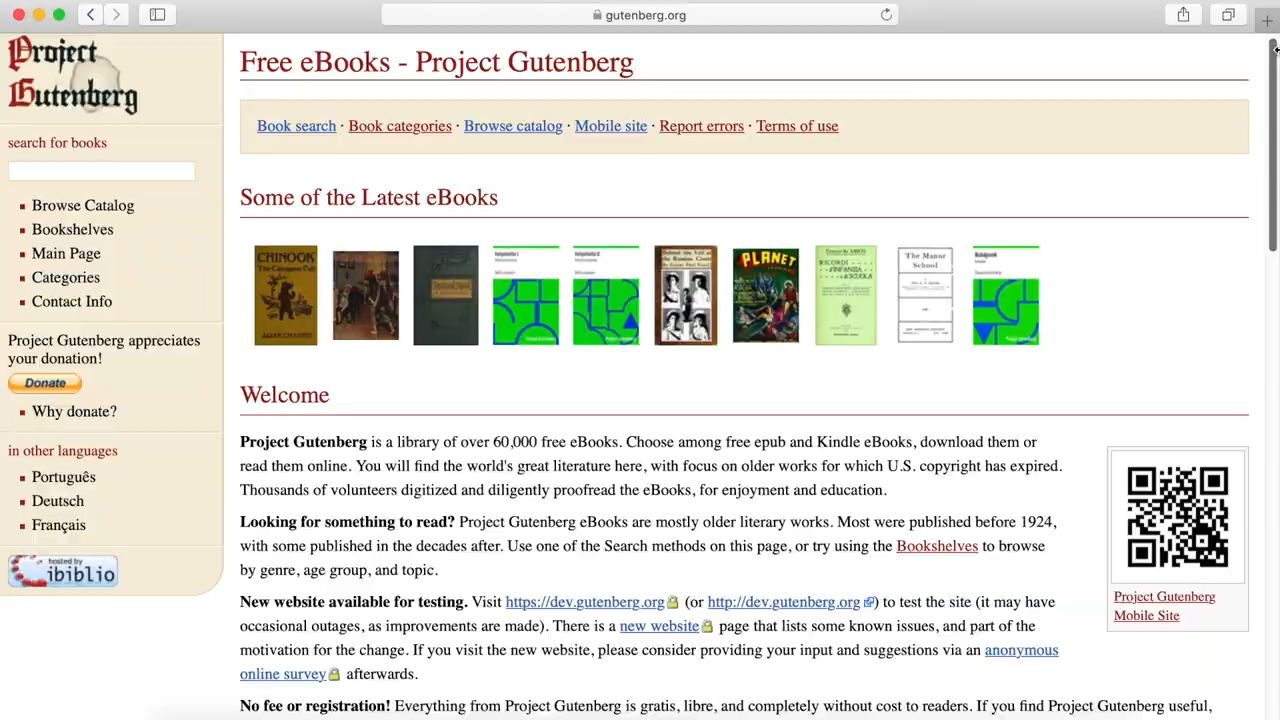 gutenberg.org
Project
Gutenberg
search for books
Browse Catalog
Bookshelves
Main Page
Categories
Contact Info
Project Gutenberg appreciates
your donation!
Donate
Why donate?
in other languages
Português
Deutsch
Français
hosted by
ibiblio
Free eBooks - Project Gutenberg
Book search · Book categories · Browse catalog · Mobile site · Report errors · Terms of use
Some of the Latest eBooks
CHINOOK
PLANET
RICORDI
D'INFANZIA
& SCUOLA
The Manor
School
Welcome
Project Gutenberg is a library of over 60,000 free eBooks. Choose among free epub and Kindle eBooks, download them or
read them online. You will find the world's great literature here, with focus on older works for which U.S. copyright has expired.
Thousands of volunteers digitized and diligently proofread the eBooks, for enjoyment and education.
Looking for something to read? Project Gutenberg eBooks are mostly older literary works. Most were published before 1924,
with some published in the decades after. Use one of the Search methods on this page, or try using the Bookshelves to browse
by genre, age group, and topic.
New website available for testing. Visit https://dev.gutenberg.org (or http://dev.gutenberg.org) to test the site (it may have
occasional outages, as improvements are made). There is a new website page that lists some known issues, and part of the
motivation for the change. If you visit the new website, please consider providing your input and suggestions via an anonymous
online survey afterwards.
No fee or registration! Everything from Project Gutenberg is gratis, libre, and completely without cost to readers. If you find Project Gutenberg useful,
Project Gutenberg
Mobile Site